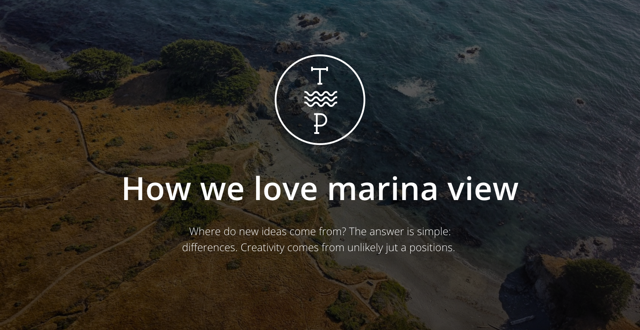 T
P
How we love marina view
Where do new ideas come from? The answer is simple:
differences. Creativity comes from unlikely jut a positions.